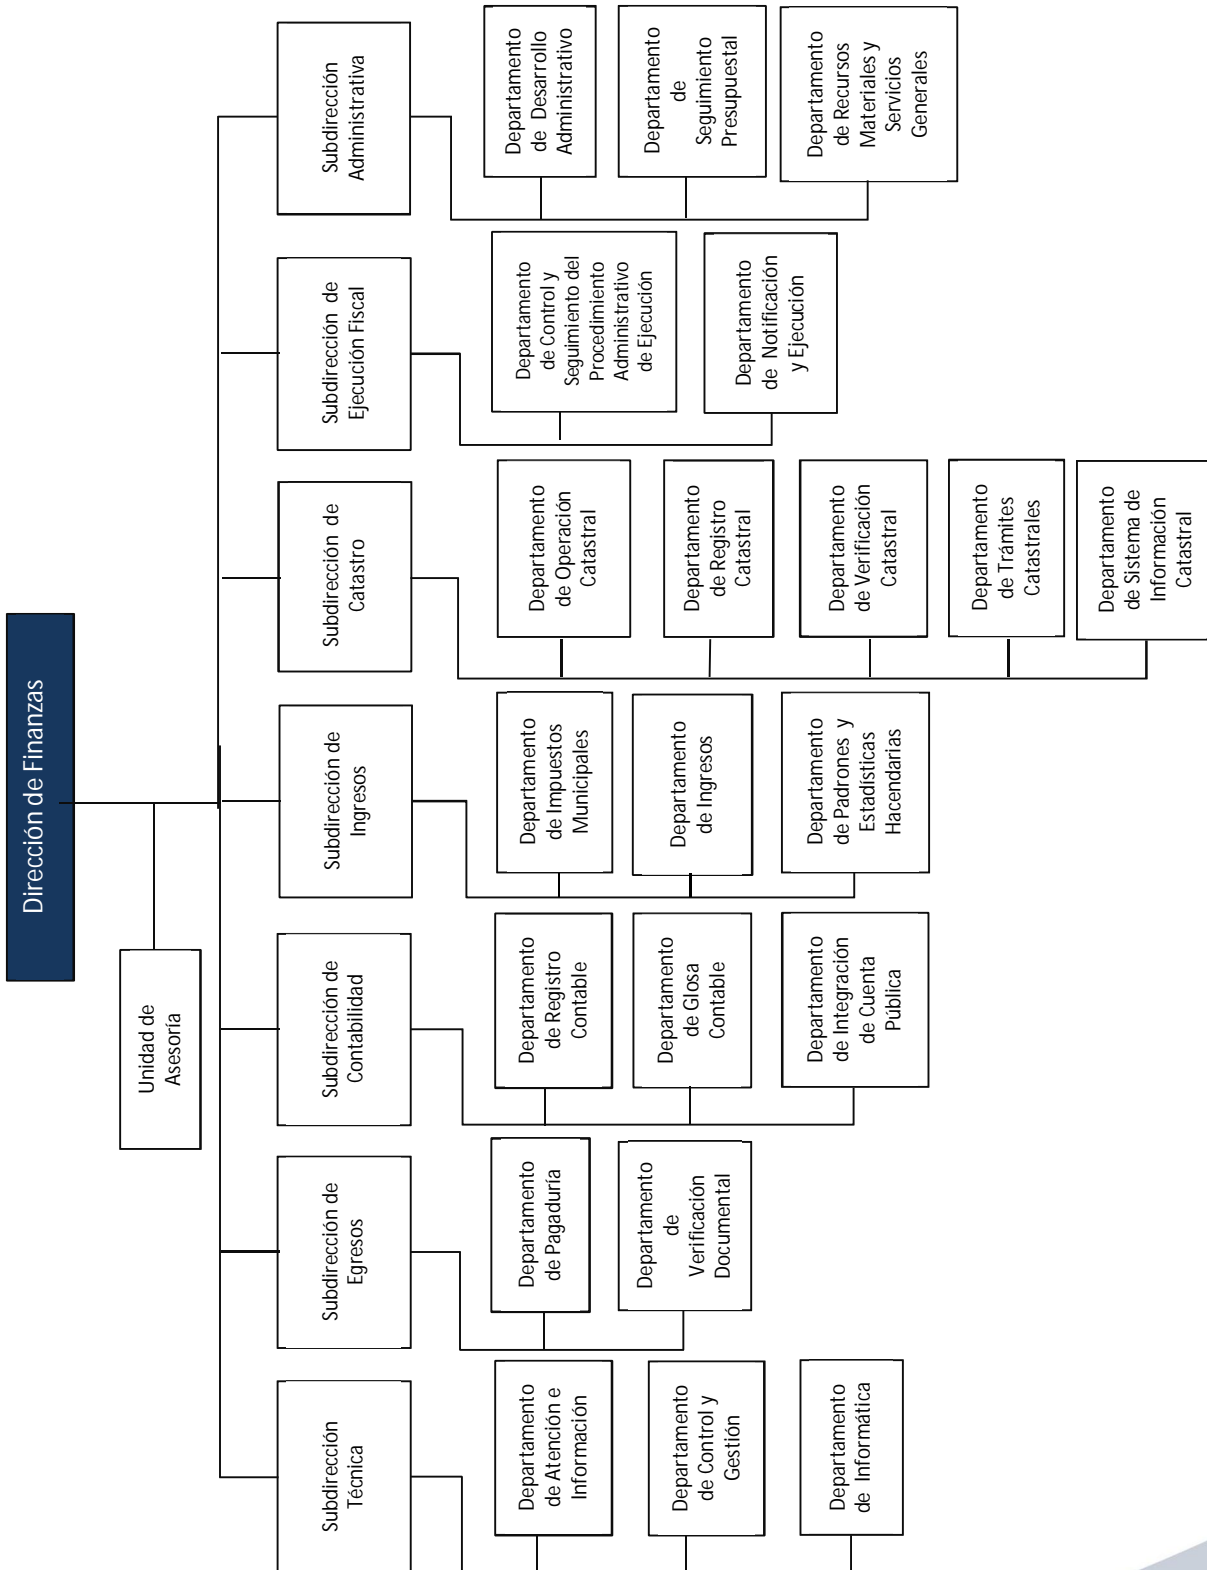 Dirección de Finanzas
Unidad de
Asesoría
Subdirección
Técnica
Subdirección de
Egresos
Subdirección de
Contabilidad
Subdirección de
Ingresos
Subdirección de
Catastro
Subdirección de
Ejecución Fiscal
Subdirección
Administrativa
Departamento
de Atención e
Información
Departamento
de Control y
Gestión
Departamento
de Informática
Departamento
de Pagaduría
Departamento
de
Verificación
Documental
Departamento
de Registro
Contable
Departamento
de Glosa
Contable
Departamento
de Integración
de Cuenta
Pública
Departamento
de Impuestos
Municipales
Departamento
de Ingresos
Departamento
de Padrones y
Estadísticas
Hacendarias
Departamento
de Operación
Catastral
Departamento
de Registro
Catastral
Departamento
de Verificación
Catastral
Departamento
de Trámites
Catastrales
Departamento
de Sistema de
Información
Catastral
Departamento
de Control y
Seguimiento del
Procedimiento
Administrativo
de Ejecución
Departamento
de Notificación
y Ejecución
Departamento
de Desarrollo
Administrativo
Departamento
de
Seguimiento
Presupuestal
Departamento
de Recursos
Materiales y
Servicios
Generales